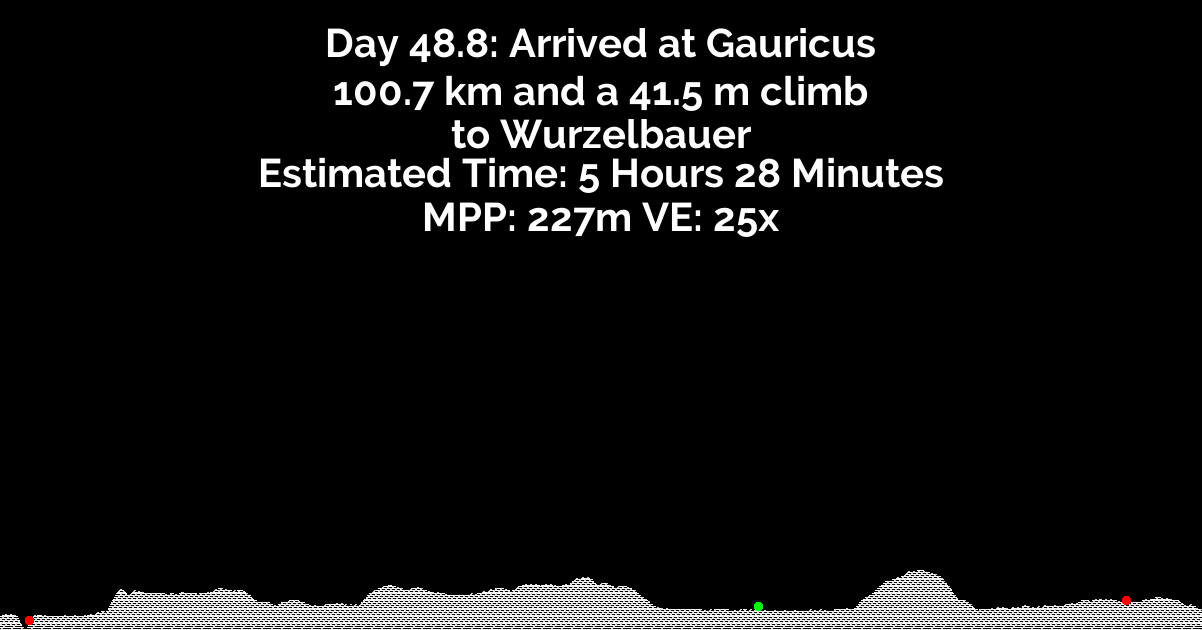 Day 48.8: Arrived at Gauricus
100.7 km and a 41.5 m climb
to Wurzelbauer
Estimated Time: 5 Hours 28 Minutes
MPP: 227m VE: 25x